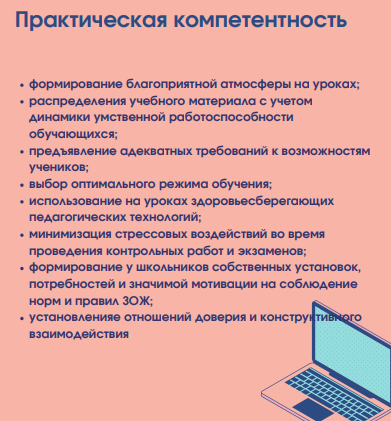 Практическая компетентность
• формирование благоприятной атмосферы на уроках;
• распределения учебного материала с учетом
динамики умственной работоспособности
обучающихся;
• предъявление адекватных требований к возможностям
учеников;
• выбор оптимального режима обучения;
• использование на уроках здоровьесберегающих
педагогических технологий;
• минимизация стрессовых воздействий во время
проведения контрольных работ и экзаменов;
• формирование у школьников собственных установок,
потребностей и значимой мотивации на соблюдение
норм и правил ЗОЖ;
• установленияе отношений доверия и конструктивного
взаимодействия